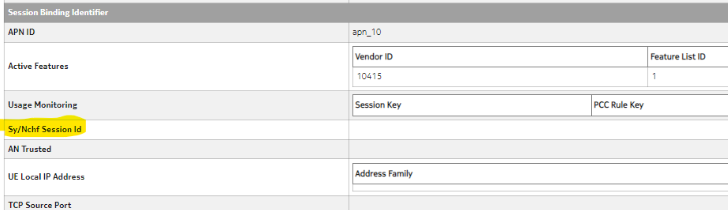 Session Binding Identifier
APN ID apn_10
Active Features Vendor ID Feature List ID
10415 1
Usage Monitoring Session Key PCC Rule Key
Sy/Nchf Session Id
AN Trusted
UE Local IP Address Address Family
TCP Source Port